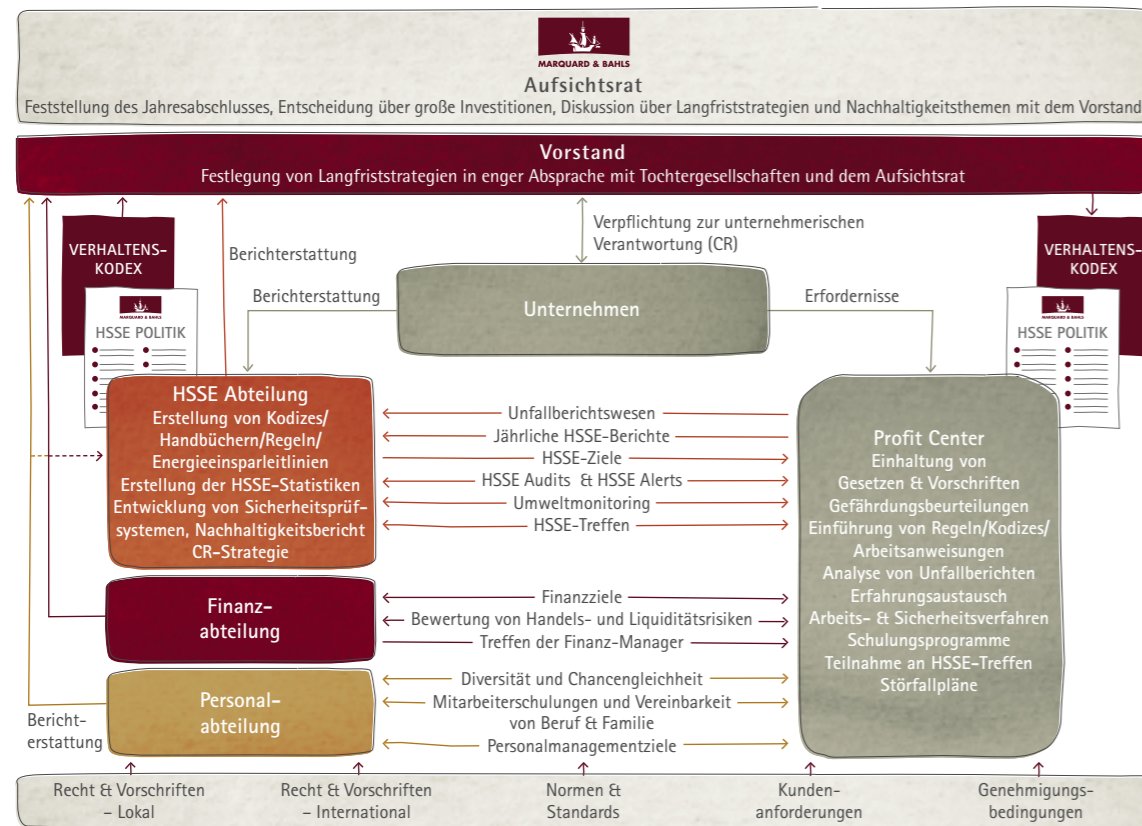 MARQUARD & BAHLS
Aufsichtsrat
Feststellung des Jahresabschlusses, Entscheidung über große Investitionen, Diskussion über Langfriststrategien und Nachhaltigkeitsthemen mit dem Vorstand
Vorstand
Festlegung von Langfriststrategien in enger Absprache mit Tochtergesellschaften und dem Aufsichtsrat
VERHALTENS-
KODEX
MARQUARD & BAHLS
HSSE POLITIK
Berichterstattung
Berichterstattung
Verpflichtung zur unternehmerischen
Verantwortung (CR)
Unternehmen
Erfordernisse
VERHALTENS-
KODEX
MARQUARD & BAHLS
HSSE POLITIK
HSSE Abteilung
Erstellung von Kodizes/
Handbüchern/Regeln/
Energieeinsparleitlinien
Erstellung der HSSE-Statistiken
Entwicklung von Sicherheitsprüf-
systemen, Nachhaltigkeitsbericht
CR-Strategie
Unfallberichtswesen
Jährliche HSSE-Berichte
HSSE-Ziele
HSSE Audits & HSSE Alerts
Umweltmonitoring
HSSE-Treffen
Profit Center
Einhaltung von
Gesetzen & Vorschriften
Gefährdungsbeurteilungen
Einführung von Regeln/Kodizes/
Arbeitsanweisungen
Analyse von Unfallberichten
Erfahrungsaustausch
Arbeits- & Sicherheitsverfahren
Schulungsprogramme
Teilnahme an HSSE-Treffen
Störfallpläne
Finanz-
abteilung
Finanzziele
Bewertung von Handels- und Liquiditätsrisiken
Treffen der Finanz-Manager
Personal-
abteilung
Diversität und Chancengleichheit
Mitarbeiterschulungen und Vereinbarkeit
von Beruf & Familie
Personalmanagementziele
Bericht-
erstattung
Recht & Vorschriften
– Lokal
Recht & Vorschriften
– International
Normen &
Standards
Kunden-
anforderungen
Genehmigungs-
bedingungen